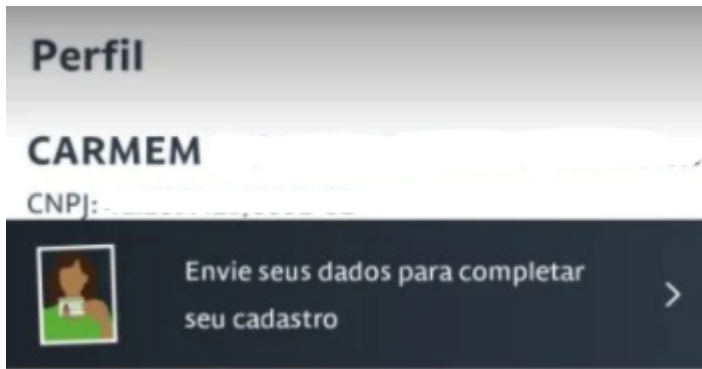 Perfil
CARMEM
CNPJ:
Envie seus dados para completar
seu cadastro